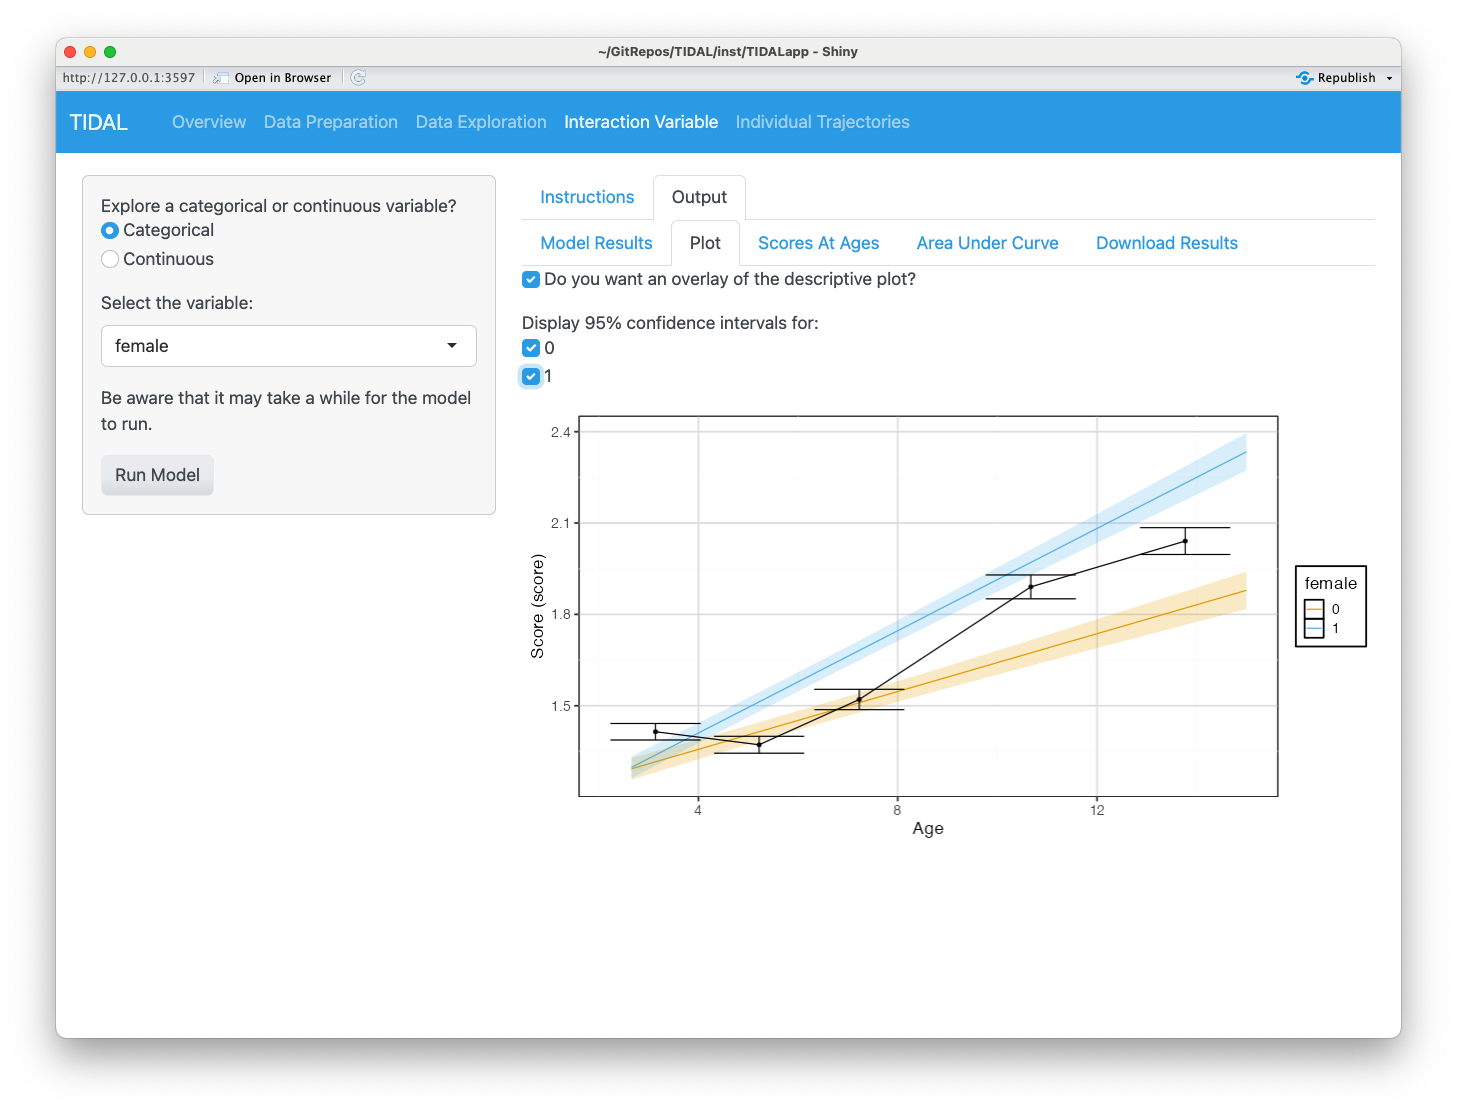 ~/GitRepos/TIDAL/inst/TIDALapp - Shiny
http://127.0.0.1:3597 Open in Browser Republish
TIDAL Overview Data Preparation Data Exploration Interaction Variable Individual Trajectories
Explore a categorical or continuous variable?
Categorical
Continuous
Select the variable:
female
Be aware that it may take a while for the model
to run.
Run Model
Instructions Output
Model Results Plot Scores At Ages Area Under Curve Download Results
Do you want an overlay of the descriptive plot?
Display 95% confidence intervals for:
0
1
2.4
2.1
1.8
1.5
Score (score)
4 8 12
Age
female
0
1